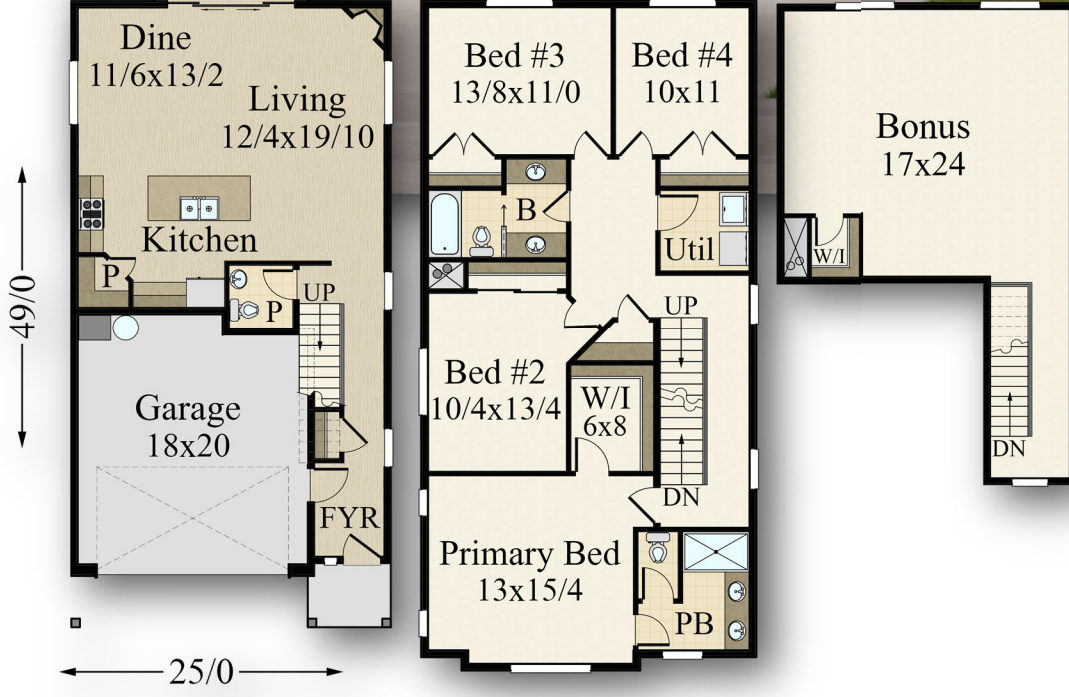 Dine
11/6x13/2
Living
12/4x19/10
Kitchen
P
P
UP
Garage
18x20
FYR
49/0
25/0
Bed #3
13/8x11/0
Bed #4
10x11
B
Util
UP
Bed #2
10/4x13/4
W/I
6x8
DN
Primary Bed
13x15/4
PB
Bonus
17x24
W/I
DN